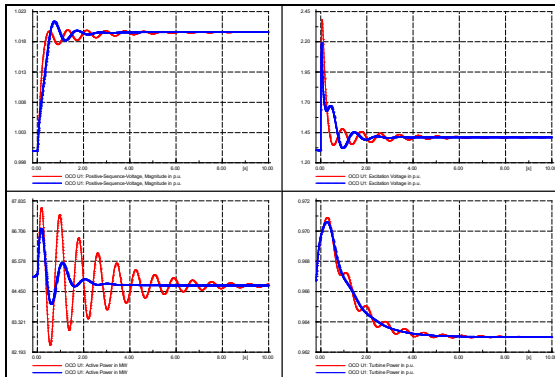 1.023
1.018
1.013
1.008
1.003
0.998
0.00 2.00 4.00 6.00 8.00 [s] 10.00
OCO U1: Positive-Sequence-Voltage, Magnitude in p.u.
OCO U1: Positive-Sequence-Voltage, Magnitude in p.u.
2.45
2.20
1.95
1.70
1.45
1.20
0.00 2.00 4.00 6.00 8.00 [s] 10.00
OCO U1: Excitation Voltage in p.u.
OCO U1: Excitation Voltage in p.u.
87.835
86.706
85.578
84.450
83.321
82.193
0.00 2.00 4.00 6.00 8.00 [s] 10.00
OCO U1: Active Power in MW
OCO U1: Active Power in MW
0.972
0.970
0.968
0.966
0.964
0.962
0.00 2.00 4.00 6.00 8.00 [s] 10.00
OCO U1: Turbine Power in p.u.
OCO U1: Turbine Power in p.u.